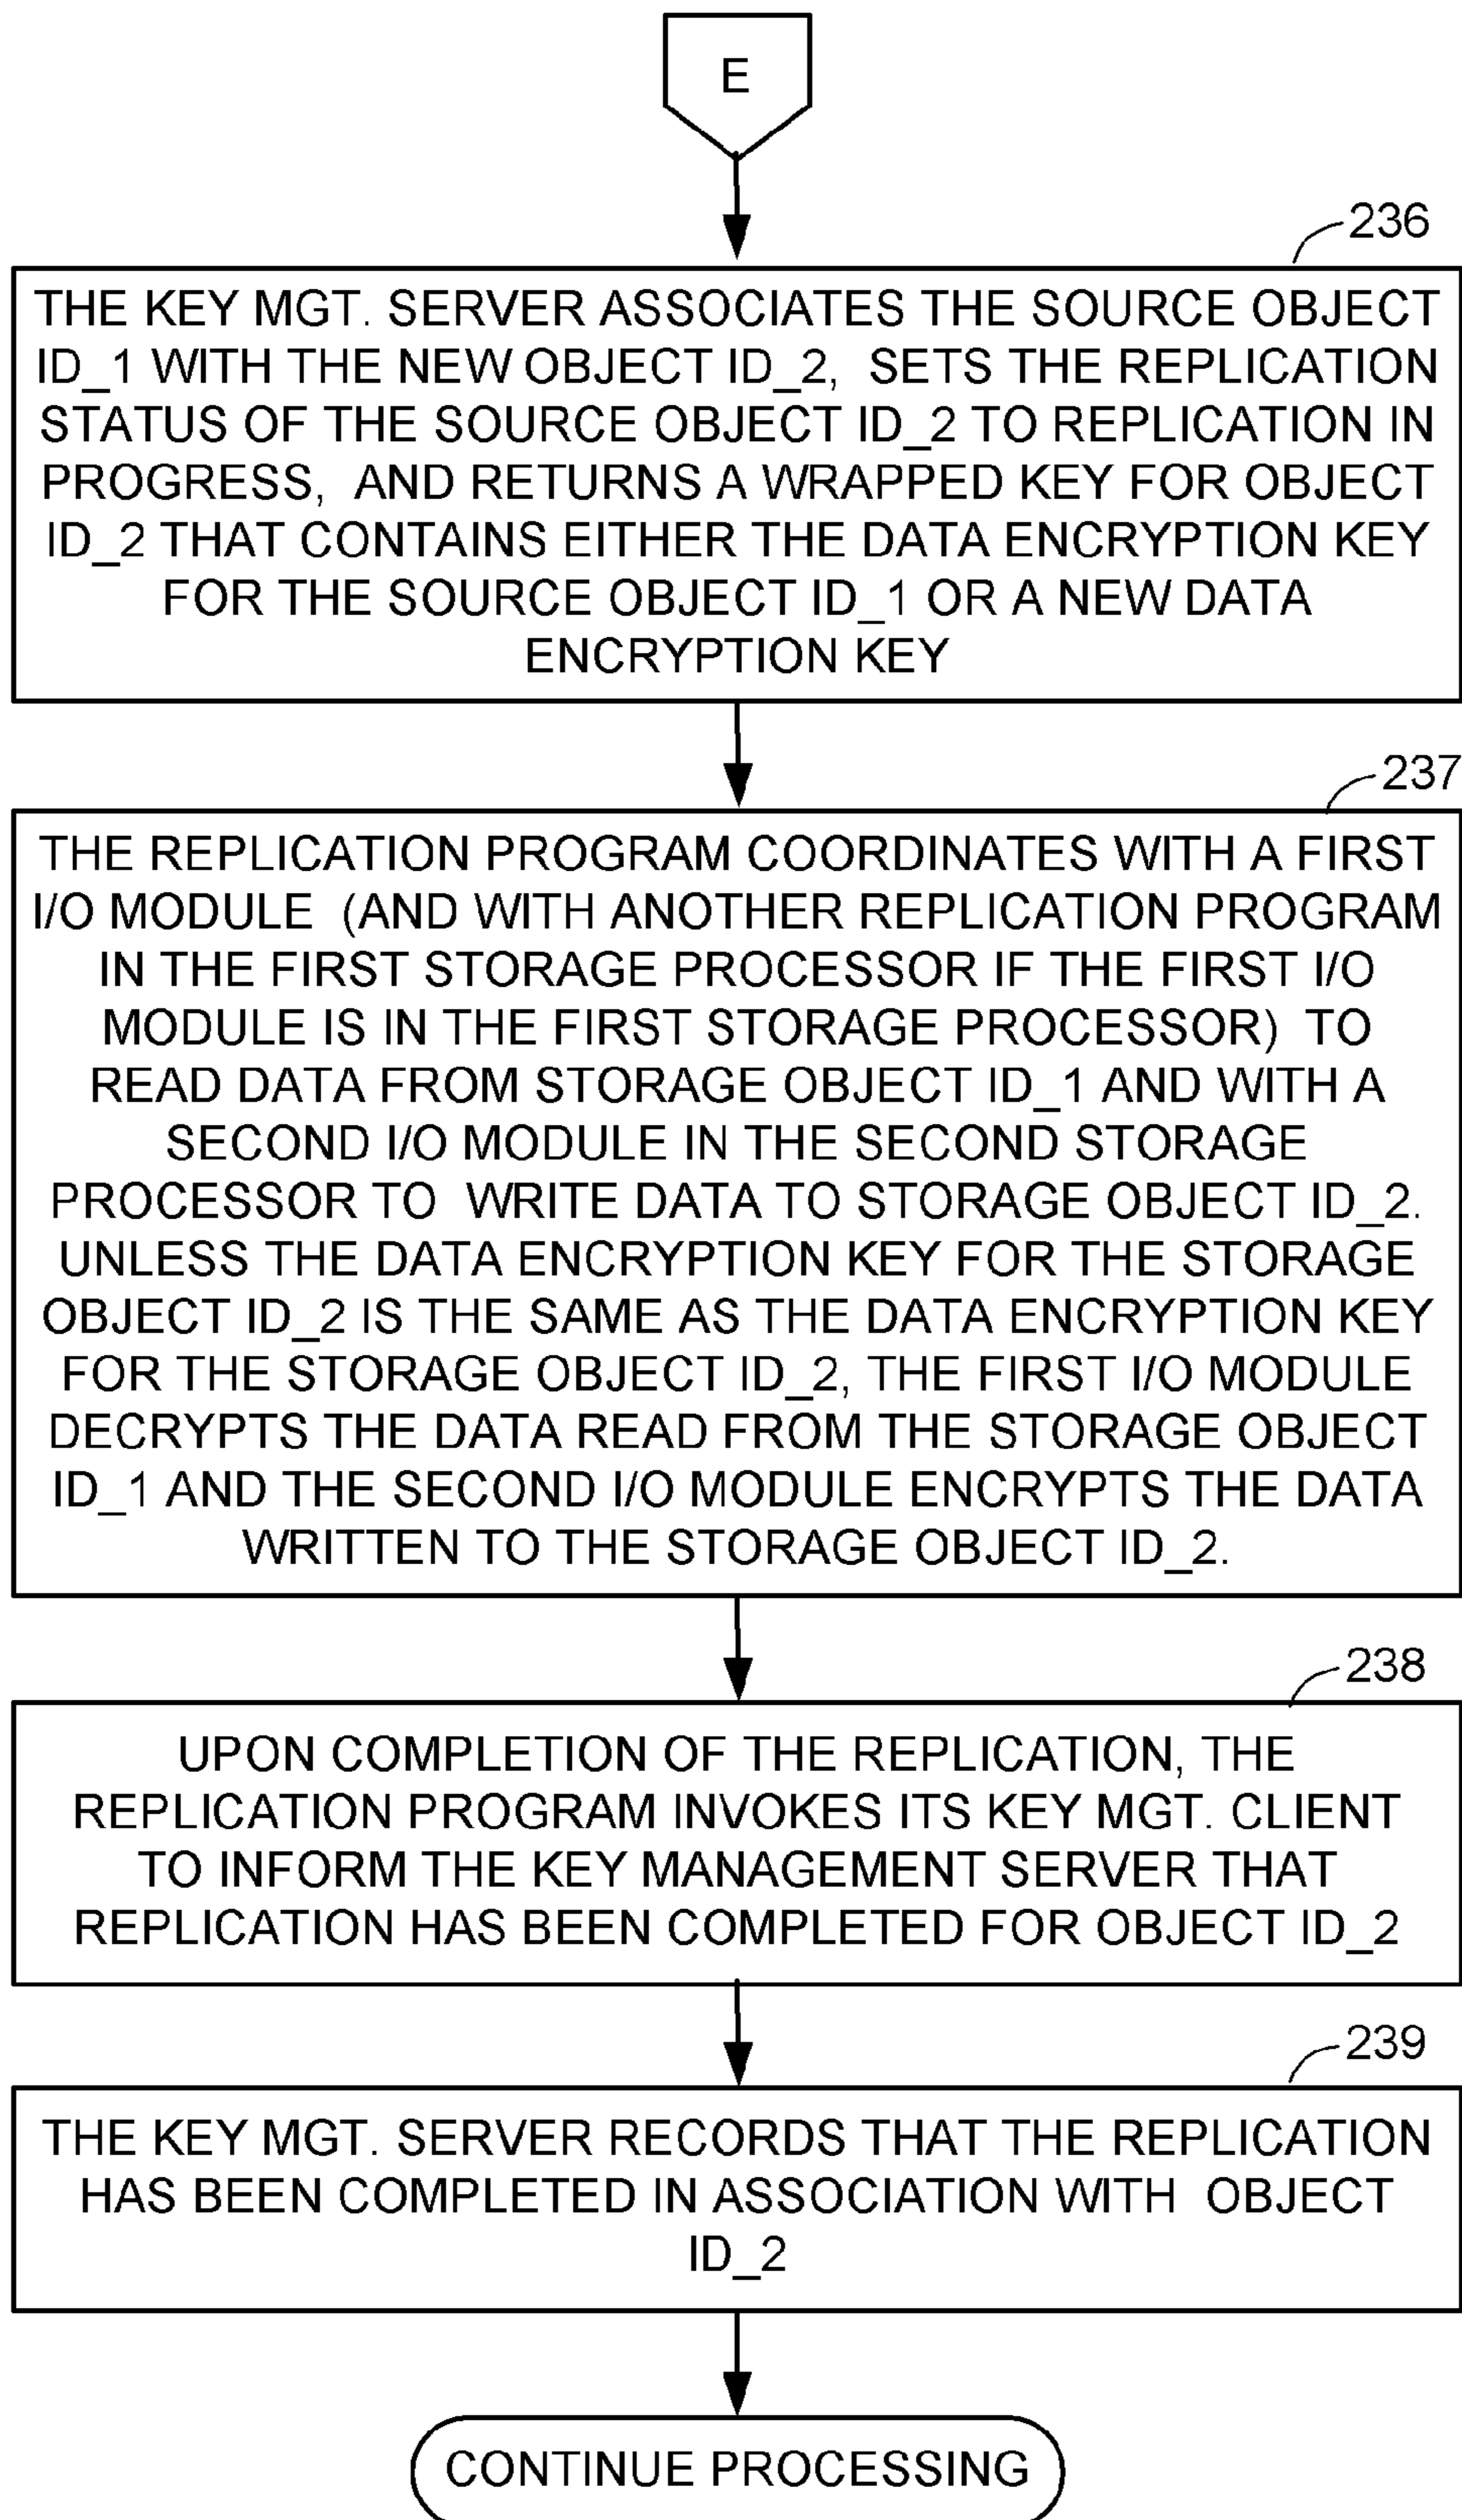 E
236
THE KEY MGT. SERVER ASSOCIATES THE SOURCE OBJECT
ID_1 WITH THE NEW OBJECT ID_2, SETS THE REPLICATION
STATUS OF THE SOURCE OBJECT ID_2 TO REPLICATION IN
PROGRESS, AND RETURNS A WRAPPED KEY FOR OBJECT
ID_2 THAT CONTAINS EITHER THE DATA ENCRYPTION KEY
FOR THE SOURCE OBJECT ID_1 OR A NEW DATA
ENCRYPTION KEY
237
THE REPLICATION PROGRAM COORDINATES WITH A FIRST
I/O MODULE (AND WITH ANOTHER REPLICATION PROGRAM
IN THE FIRST STORAGE PROCESSOR IF THE FIRST I/O
MODULE IS IN THE FIRST STORAGE PROCESSOR) TO
READ DATA FROM STORAGE OBJECT ID_1 AND WITH A
SECOND I/O MODULE IN THE SECOND STORAGE
PROCESSOR TO WRITE DATA TO STORAGE OBJECT ID_2.
UNLESS THE DATA ENCRYPTION KEY FOR THE STORAGE
OBJECT ID_2 IS THE SAME AS THE DATA ENCRYPTION KEY
FOR THE STORAGE OBJECT ID_2, THE FIRST I/O MODULE
DECRYPTS THE DATA READ FROM THE STORAGE OBJECT
ID_1 AND THE SECOND I/O MODULE ENCRYPTS THE DATA
WRITTEN TO THE STORAGE OBJECT ID_2.
238
UPON COMPLETION OF THE REPLICATION, THE
REPLICATION PROGRAM INVOKES ITS KEY MGT. CLIENT
TO INFORM THE KEY MANAGEMENT SERVER THAT
REPLICATION HAS BEEN COMPLETED FOR OBJECT ID_2
239
THE KEY MGT. SERVER RECORDS THAT THE REPLICATION
HAS BEEN COMPLETED IN ASSOCIATION WITH OBJECT
ID_2
CONTINUE PROCESSING